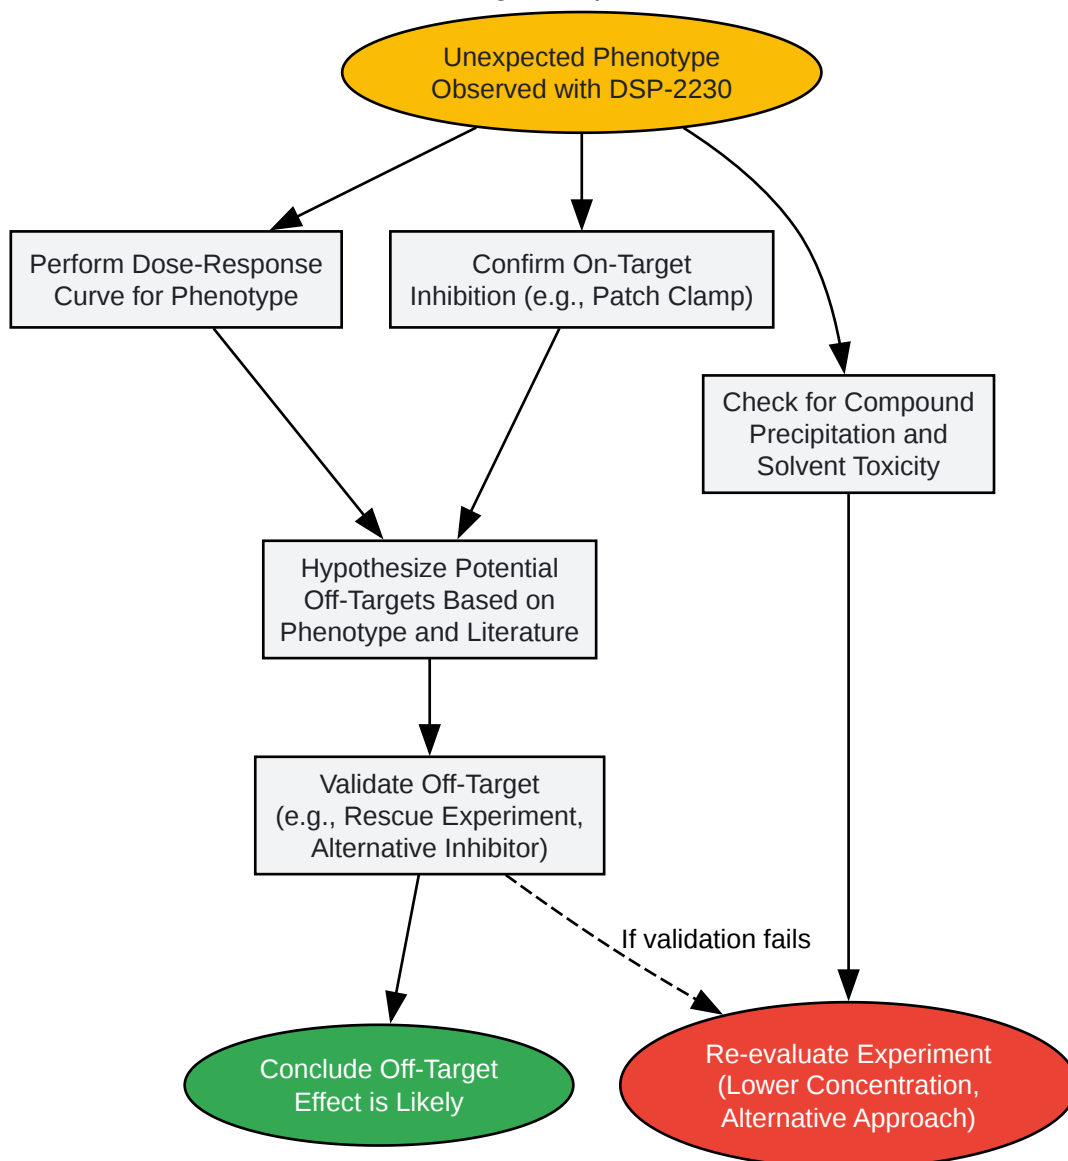 Unexpected Phenotype
Observed with DSP-2230
Perform Dose-Response
Curve for Phenotype
Confirm On-Target
Inhibition (e.g., Patch Clamp)
Check for Compound
Precipitation and
Solvent Toxicity
Hypothesize Potential
Off-Targets Based on
Phenotype and Literature
Validate Off-Target
(e.g., Rescue Experiment,
Alternative Inhibitor)
If validation fails
Conclude Off-Target
Effect is Likely
Re-evaluate Experiment
(Lower Concentration,
Alternative Approach)